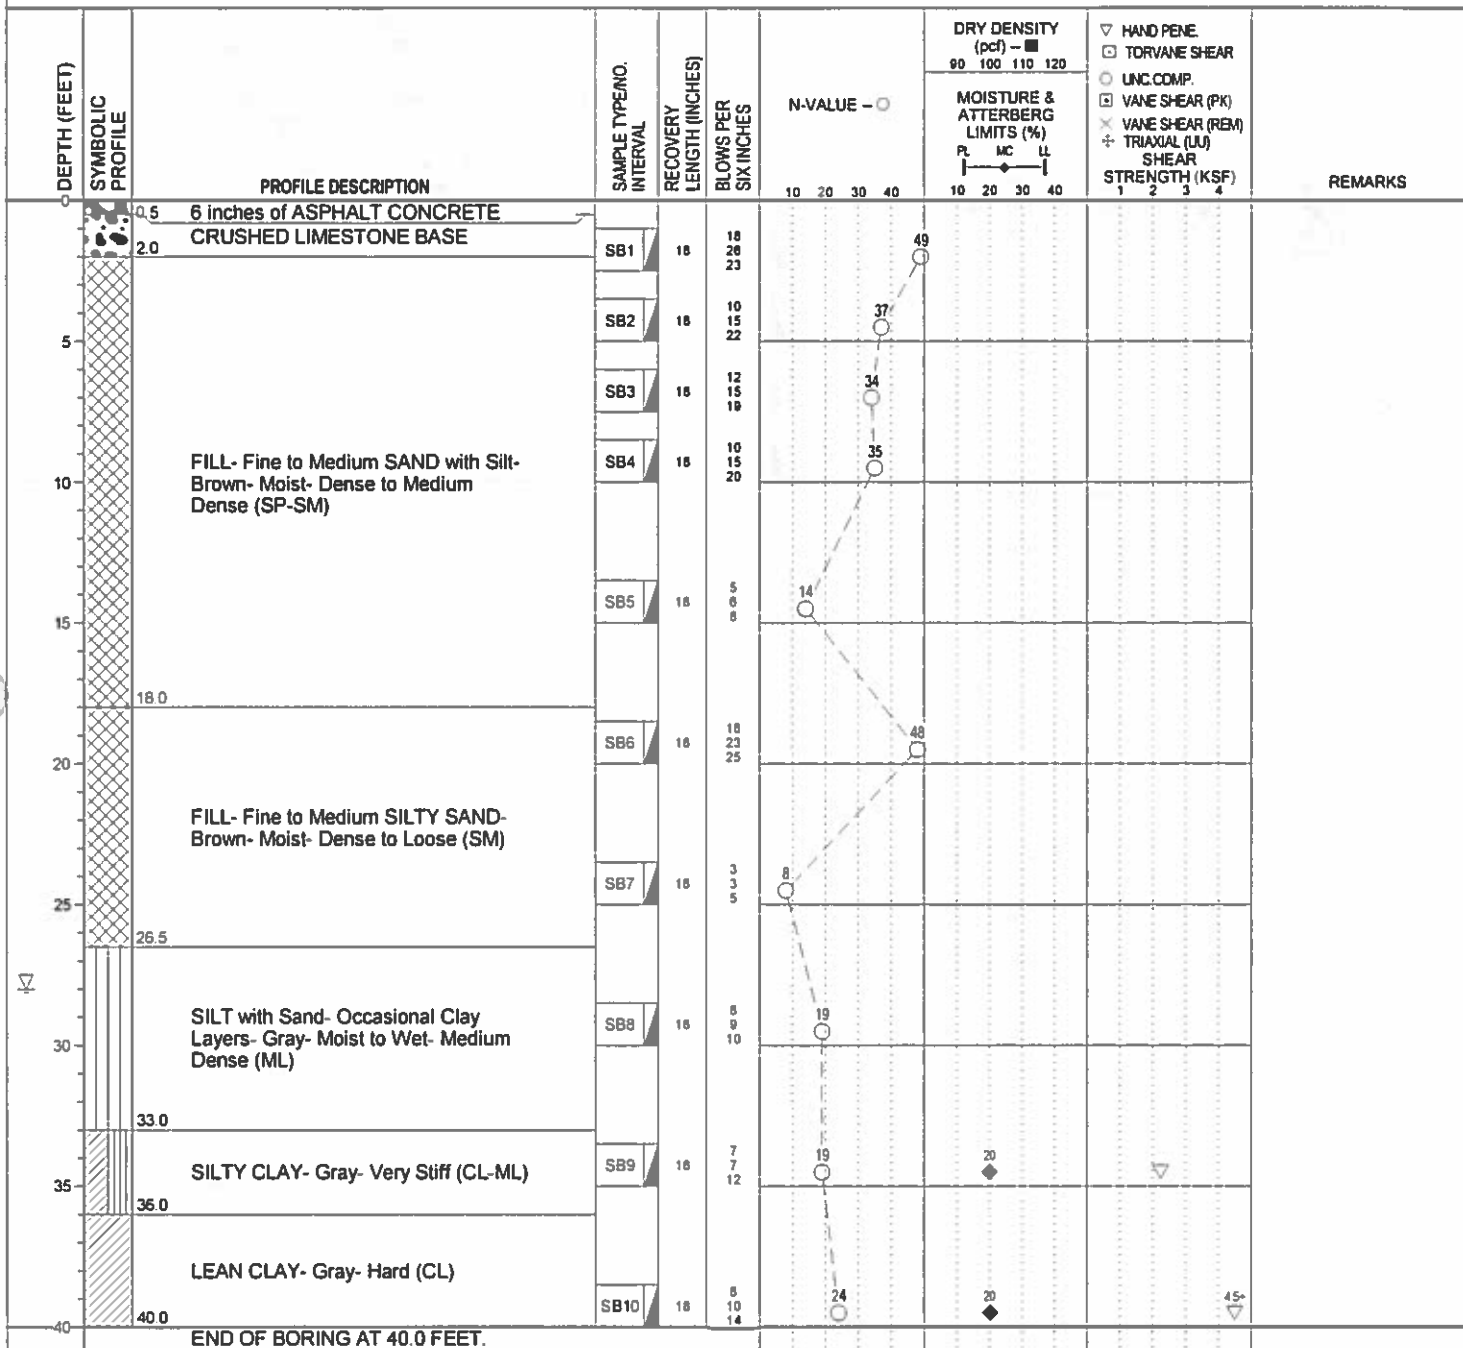 DEPTH (FEET)
SYMBOLIC
PROFILE
PROFILE DESCRIPTION
SAMPLE TYPE/NO.
INTERVAL
RECOVERY
LENGTH (INCHES)
BLOWS PER
SIX INCHES
N-VALUE –
10 20 30 40
DRY DENSITY
(pcf) –
90 100 110 120
MOISTURE &
ATTERBERG
LIMITS (%)
PL MC LL
10 20 30 40
HAND PENE.
TORVANE SHEAR
UNC.COMP.
VANE SHEAR (PK)
VANE SHEAR (REM)
TRIAXIAL (UU)
SHEAR
STRENGTH (KSF)
1 2 3 4
REMARKS
0
0.5 6 inches of ASPHALT CONCRETE
CRUSHED LIMESTONE BASE
2.0
SB1 18
18
26
23
49
SB2 18
10
15
22
37
5
SB3 18
12
15
19
34
FILL- Fine to Medium SAND with Silt-
Brown- Moist- Dense to Medium
Dense (SP-SM)
SB4 18
10
15
20
35
10
SB5 18
5
6
8
14
15
18.0
SB6 18
18
23
25
48
20
FILL- Fine to Medium SILTY SAND-
Brown- Moist- Dense to Loose (SM)
SB7 18
3
3
5
8
25
26.5
SILT with Sand- Occasional Clay
Layers- Gray- Moist to Wet- Medium
Dense (ML)
SB8 18
9
10
19
30
33.0
SILTY CLAY- Gray- Very Stiff (CL-ML)
SB9 18
7
7
12
19
20
35
36.0
LEAN CLAY- Gray- Hard (CL)
SB10 18
10
14
24
20
4.5+
40.0
40
END OF BORING AT 40.0 FEET.